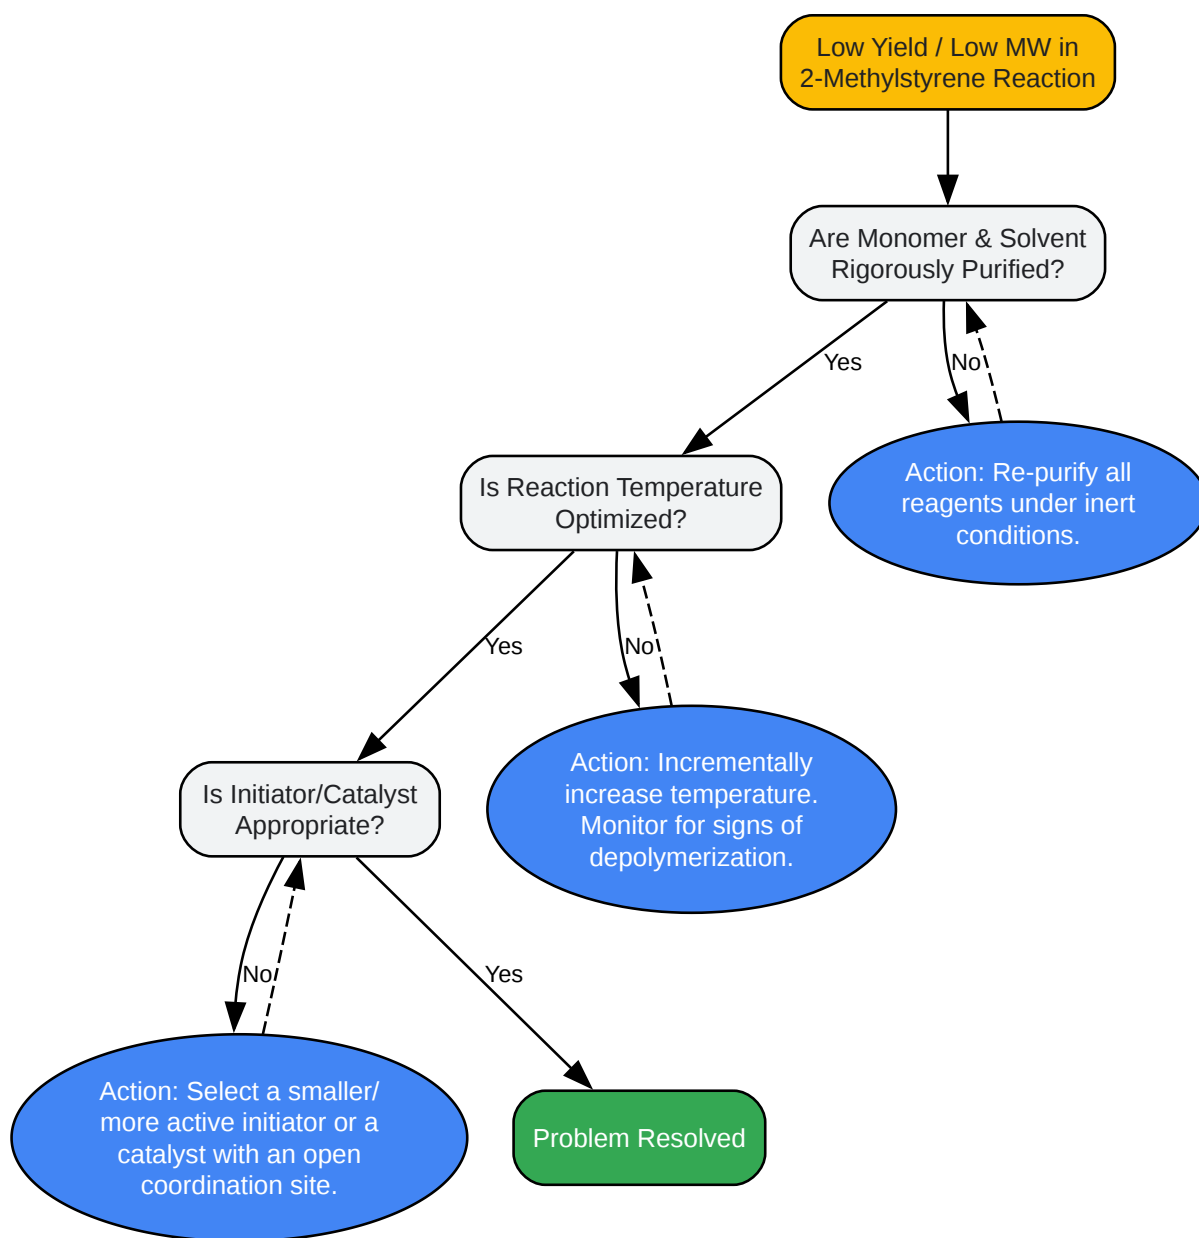 Low Yield / Low MW in
2-Methylstyrene Reaction
Are Monomer & Solvent
Rigorously Purified?
Yes
No
Action: Re-purify all
reagents under inert
conditions.
Is Reaction Temperature
Optimized?
Yes
No
Action: Incrementally
increase temperature.
Monitor for signs of
depolymerization.
Is Initiator/Catalyst
Appropriate?
No
Yes
Action: Select a smaller/
more active initiator or a
catalyst with an open
coordination site.
Problem Resolved